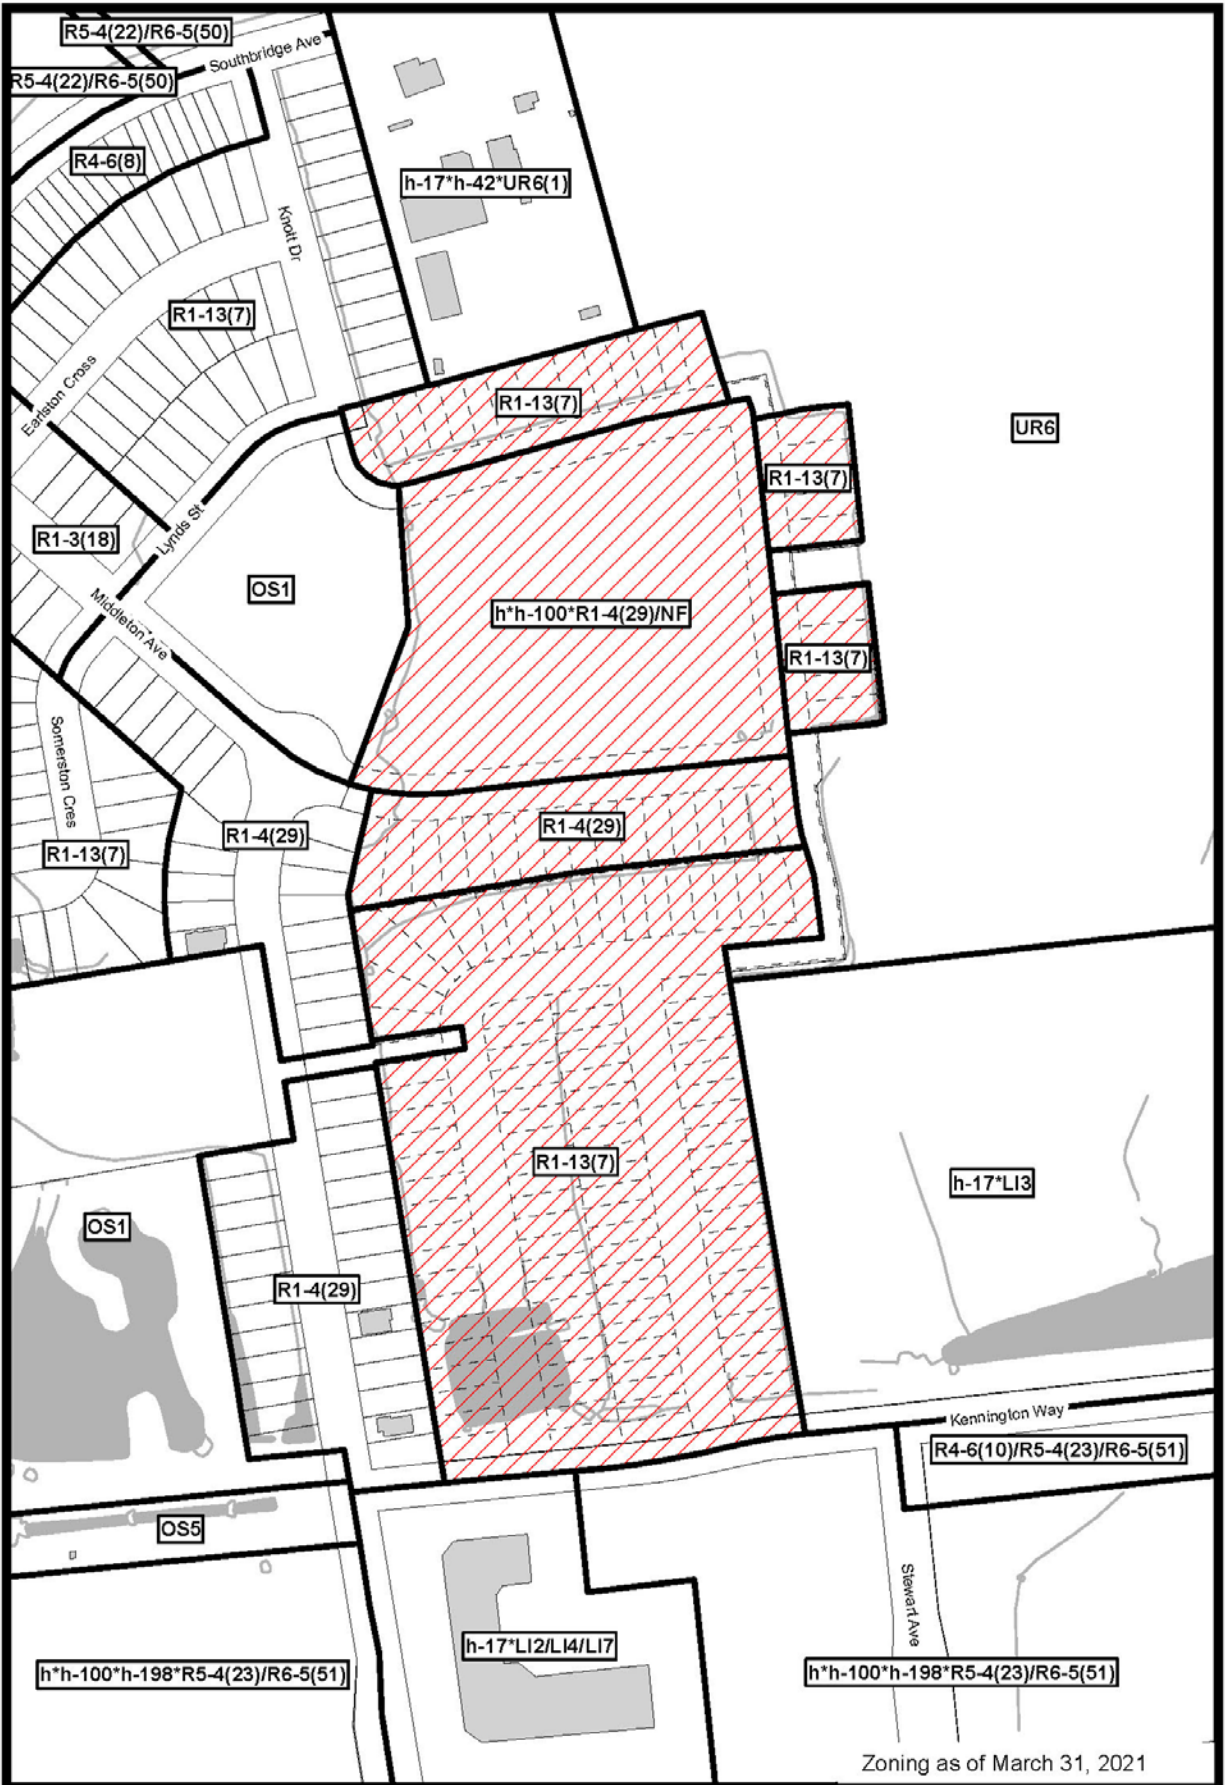 R5-4(22)/R6-5(50)
Southbridge Ave
R5-4(22)/R6-5(50)
R4-6(8)
h-17*h-42*UR6(1)
Knott Dr
R1-13(7)
Earlston Cross
R1-13(7)
UR6
R1-13(7)
Lynds St
R1-3(18)
OS1
h*h-100*R1-4(29)/NF
Middleton Ave
R1-13(7)
Somerston Cres
R1-4(29)
R1-4(29)
R1-13(7)
R1-13(7)
h-17*LI3
OS1
R1-4(29)
Kennington Way
R4-6(10)/R5-4(23)/R6-5(51)
OS5
Stewart Ave
h-17*LI2/LI4/LI7
h*h-100*h-198*R5-4(23)/R6-5(51)
h*h-100*h-198*R5-4(23)/R6-5(51)
Zoning as of March 31, 2021